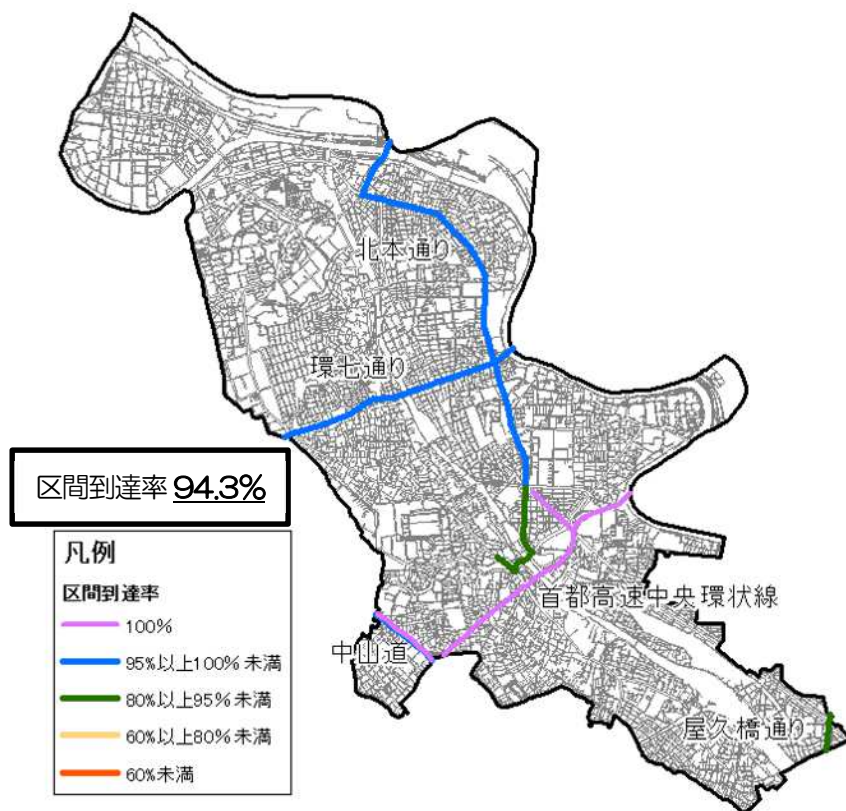 北本通り
環七通り
区間到達率 94.3%
凡例
区間到達率
100%
95%以上100%未満
80%以上95%未満
60%以上80%未満
60%未満
首都高速中央環状線
中山道
屋久橋通り